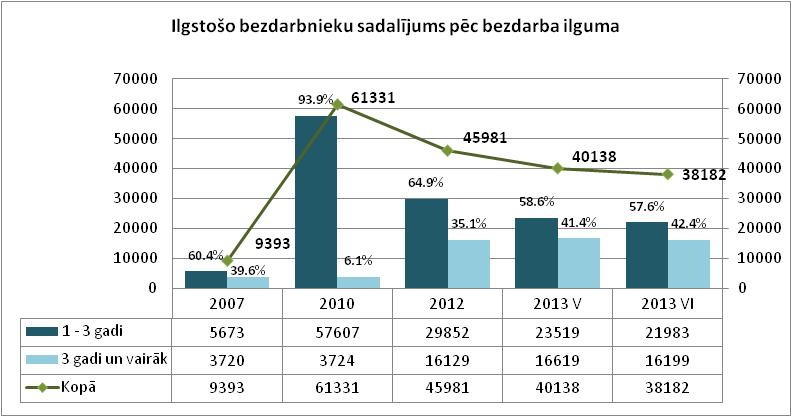 Ilgstošo bezdarbnieku sadalījums pēc bezdarba ilguma
70000 70000
60000 60000
50000 50000
40000 40000
30000 30000
20000 20000
10000 10000
0 0
60.4% 39.6% 9393
93.9% 6.1% 61331
64.9% 35.1% 45981
58.6% 41.4% 40138
57.6% 42.4% 38182
2007 2010 2012 2013 V 2013 VI
1 - 3 gadi 5673 57607 29852 23519 21983
3 gadi un vairāk 3720 3724 16129 16619 16199
Kopā 9393 61331 45981 40138 38182